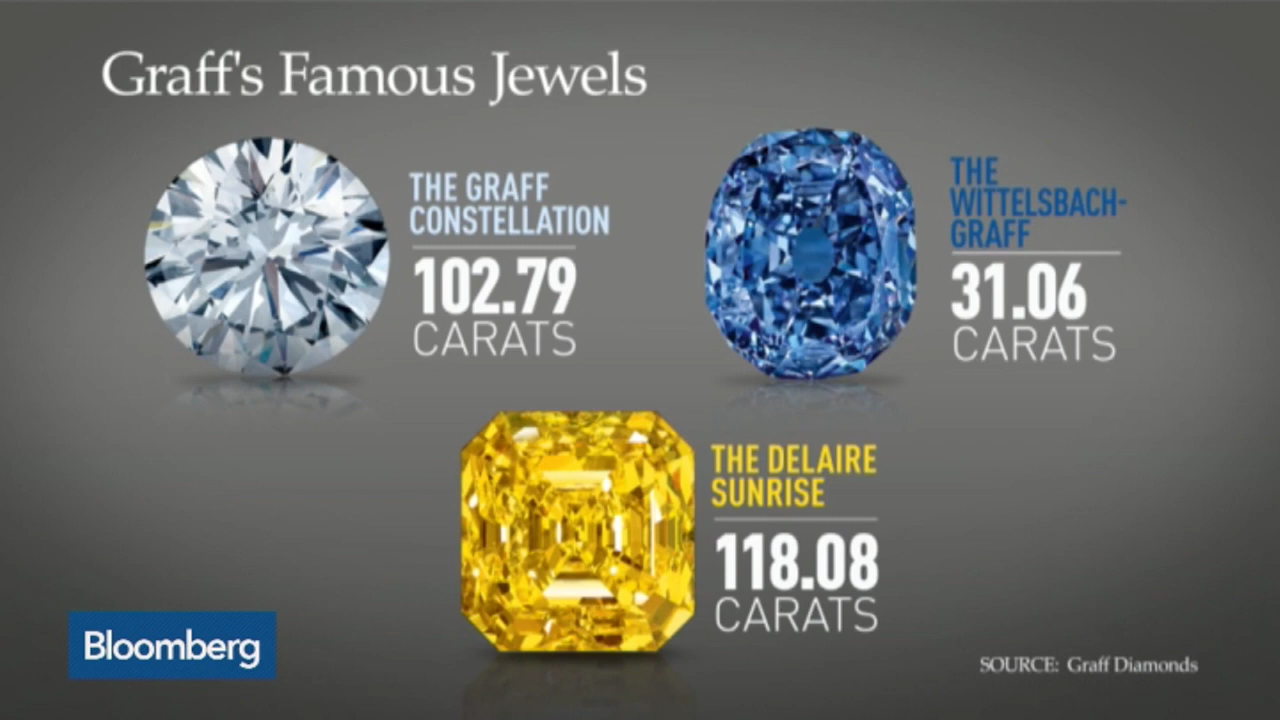 Graff's Famous Jewels
THE GRAFF
CONSTELLATION
102.79
CARATS
THE
WITTELSBACH-
GRAFF
31.06
CARATS
THE DELAIRE
SUNRISE
118.08
CARATS
Bloomberg
SOURCE: Graff Diamonds